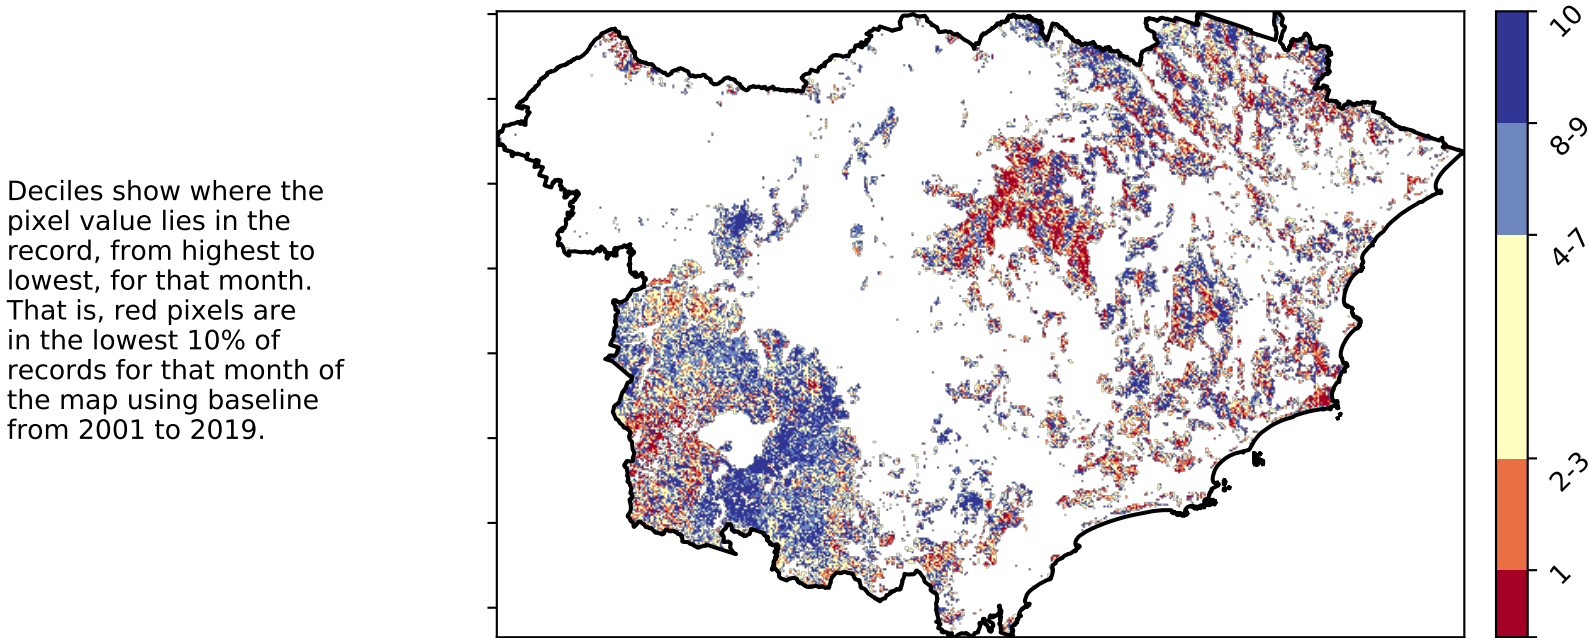 Deciles show where the
pixel value lies in the
record, from highest to
lowest, for that month.
That is, red pixels are
in the lowest 10% of
records for that month of
the map using baseline
from 2001 to 2019.
10
8-9
4-7
2-3
1